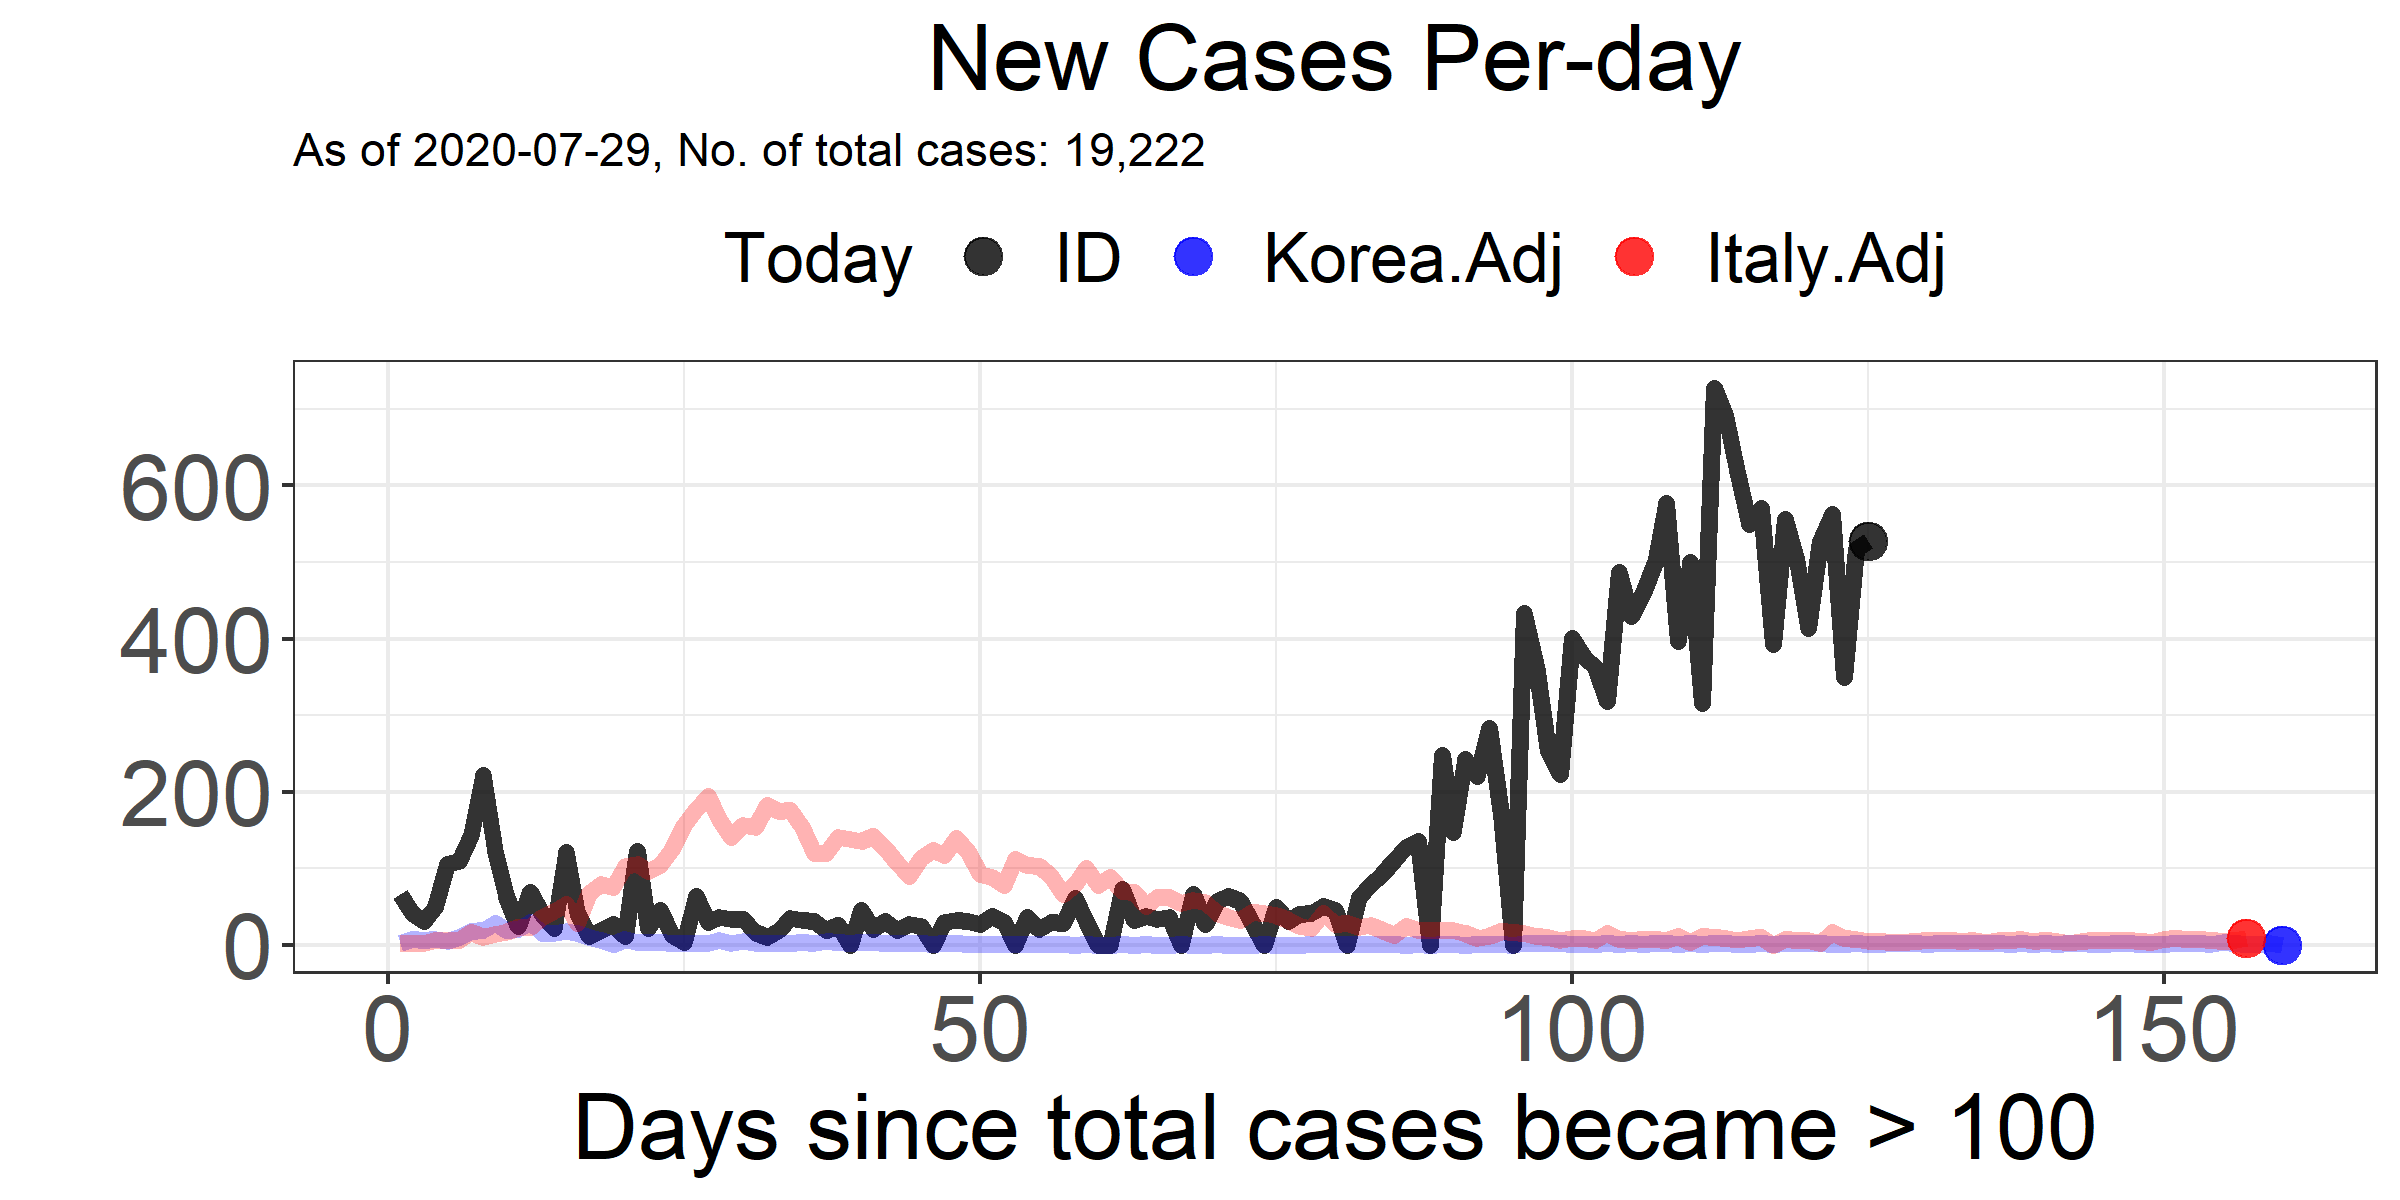 New Cases Per-day
As of 2020-07-29, No. of total cases: 19,222
Today ID Korea.Adj Italy.Adj
600
400
200
0
0 50 100 150
Days since total cases became > 100